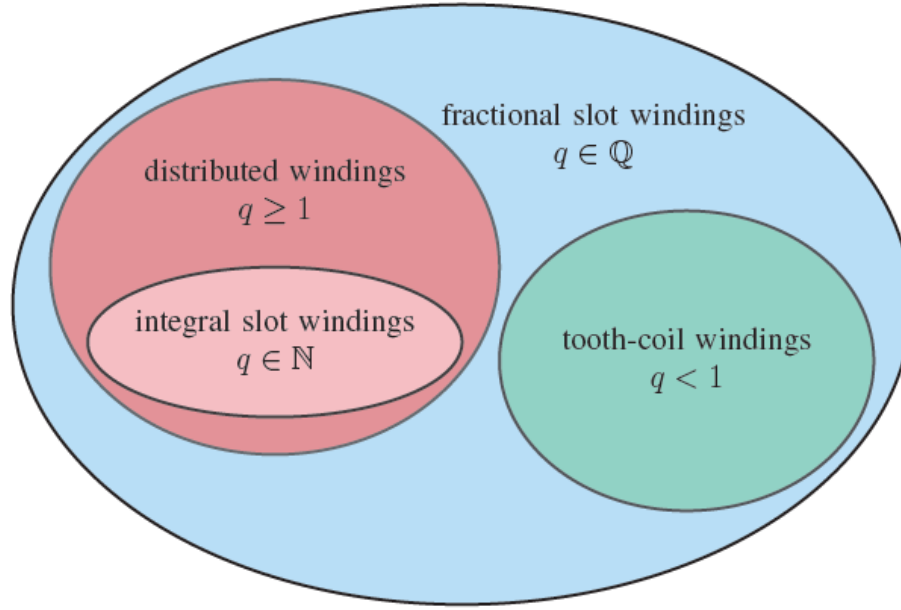 fractional slot windings
q ∈ ℚ
distributed windings
q ≥ 1
integral slot windings
q ∈ ℕ
tooth-coil windings
q < 1